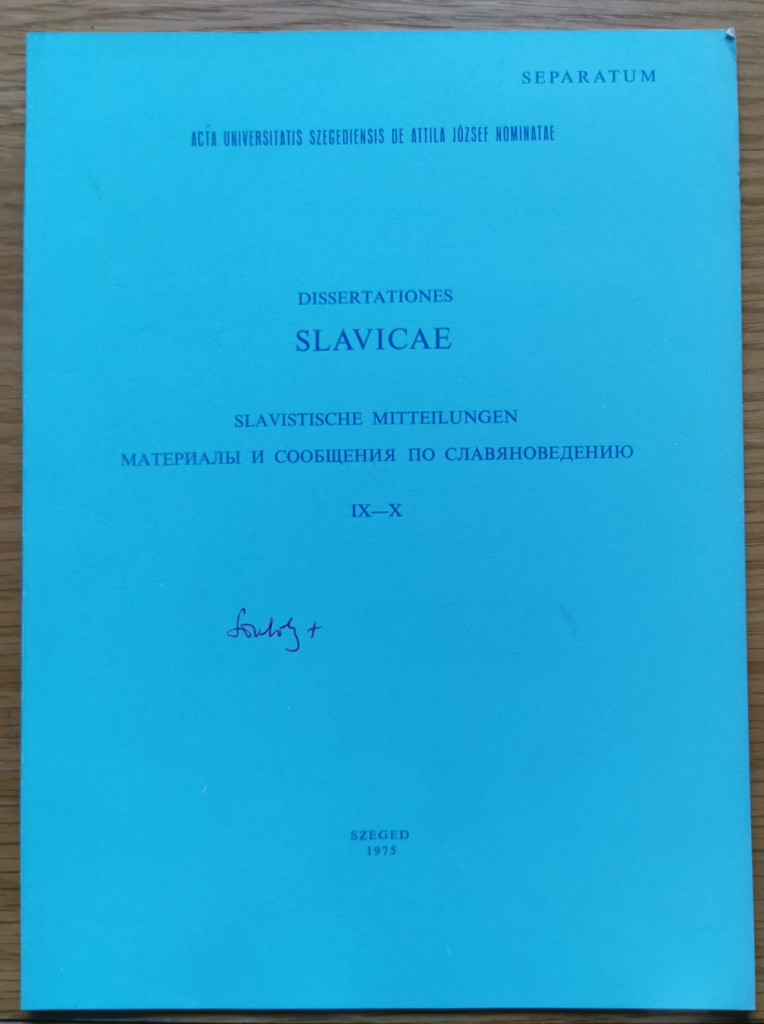 SEPARATUM
ACTA UNIVERSITATIS SZEGEDIENSIS DE ATTILA JÓZSEF NOMINATAE
DISSERTATIONES
SLAVICAE
SLAVISTISCHE MITTEILUNGEN
МАТЕРИАЛЫ И СООБЩЕНИЯ ПО СЛАВЯНОВЕДЕНИЮ
IX—X
SZEGED
1975